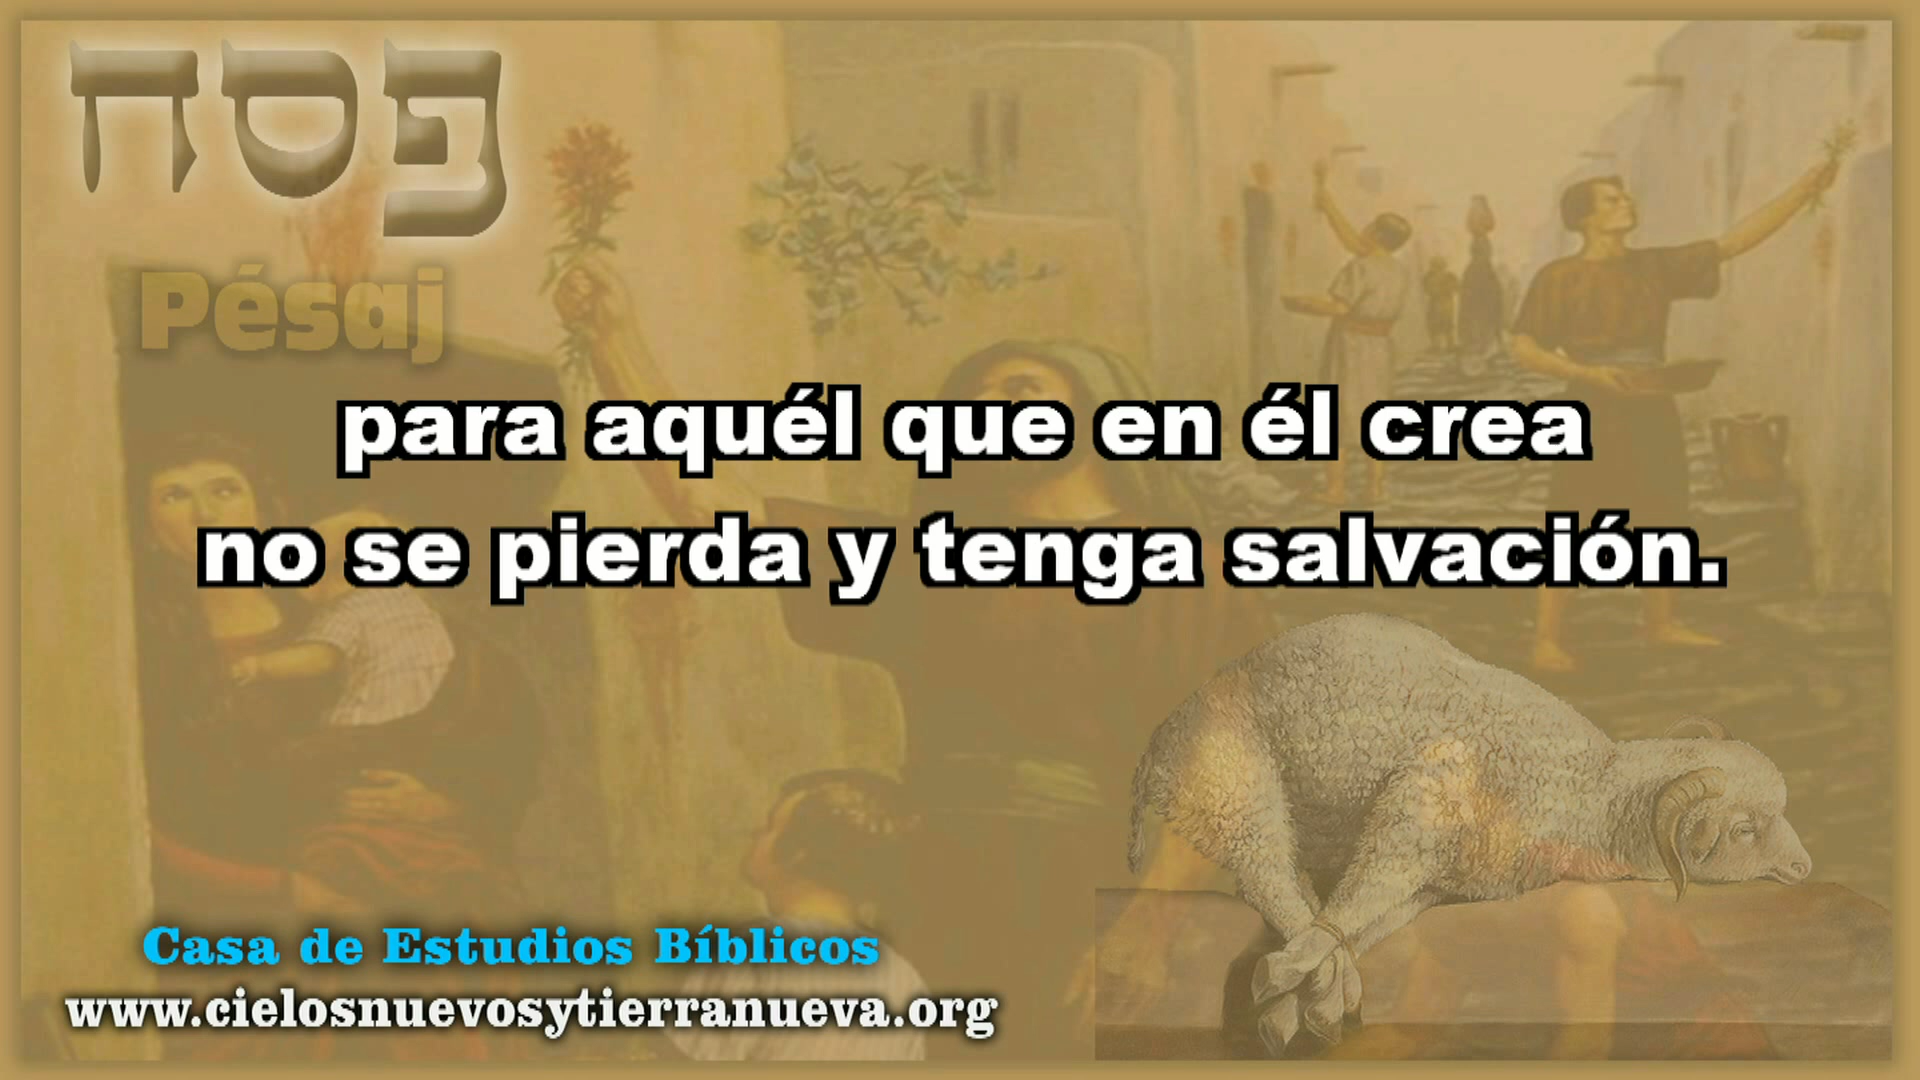 פסח
Pésaj
para aquél que en él crea
no se pierda y tenga salvación.
Casa de Estudios Bíblicos
www.cielosnuevosytierranueva.org